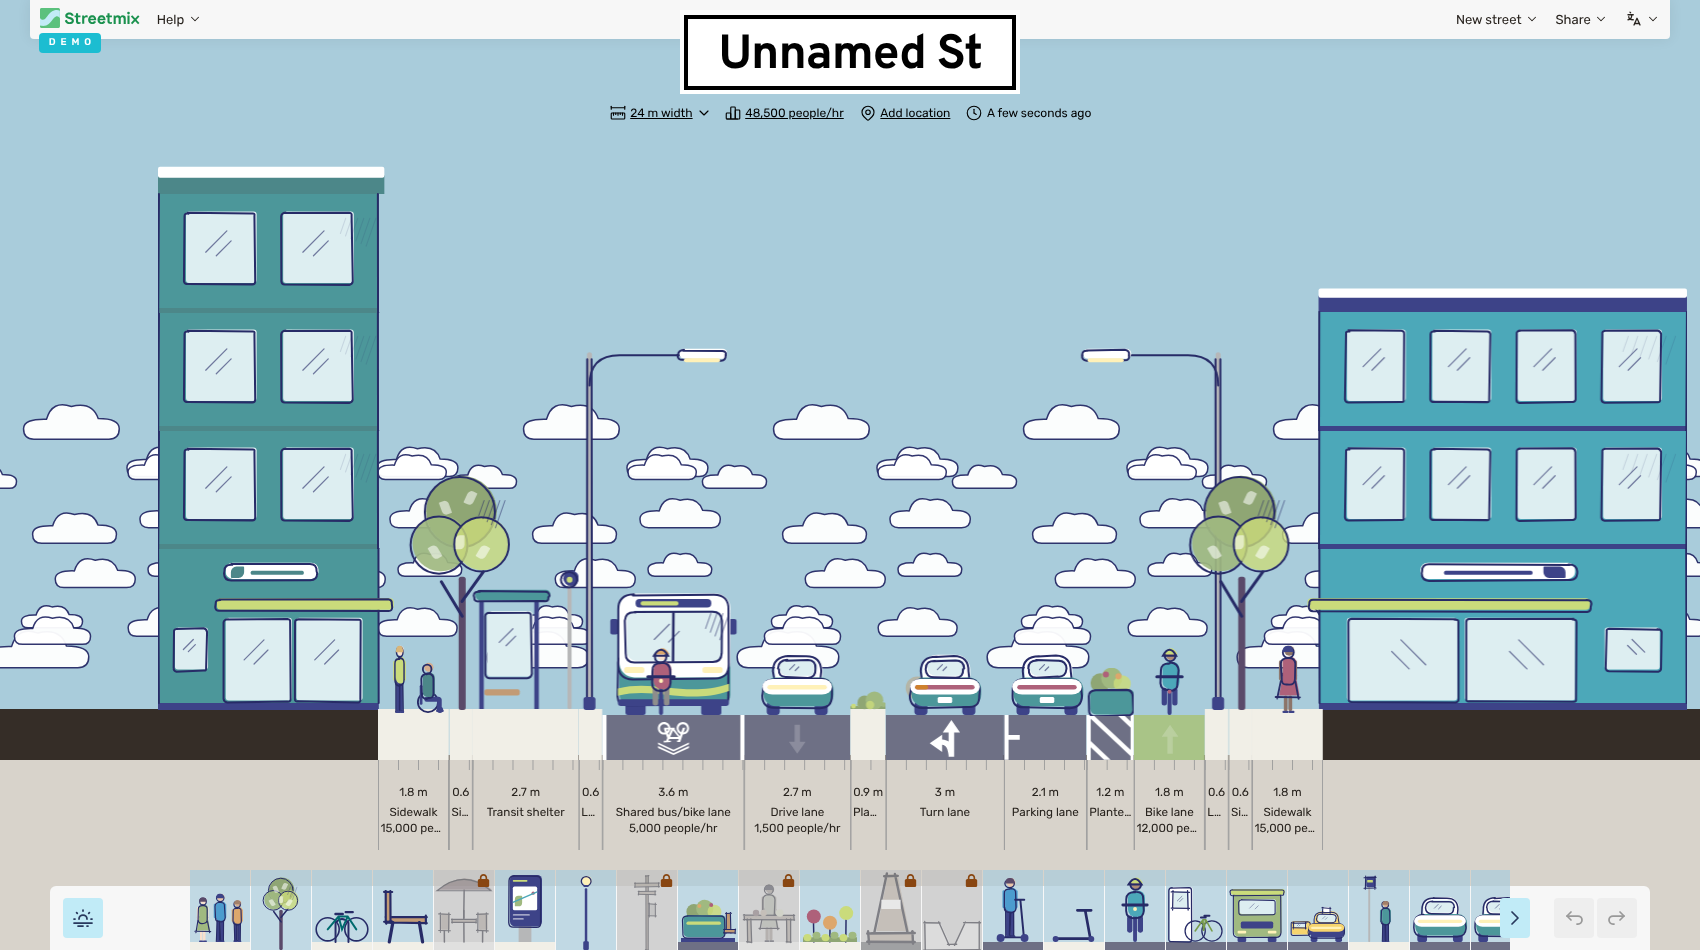 Streetmix
Help
New street
Share
DEMO
Unnamed St
24 m width
48,500 people/hr
Add location
A few seconds ago
1.8 m
Sidewalk
15,000 pe...
0.6
Si...
2.7 m
Transit shelter
0.6
L...
3.6 m
Shared bus/bike lane
5,000 people/hr
2.7 m
Drive lane
1,500 people/hr
0.9 m
Pla...
3 m
Turn lane
2.1 m
Parking lane
1.2 m
Plante...
1.8 m
Bike lane
12,000 pe...
0.6
L...
0.6
Si...
1.8 m
Sidewalk
15,000 pe...